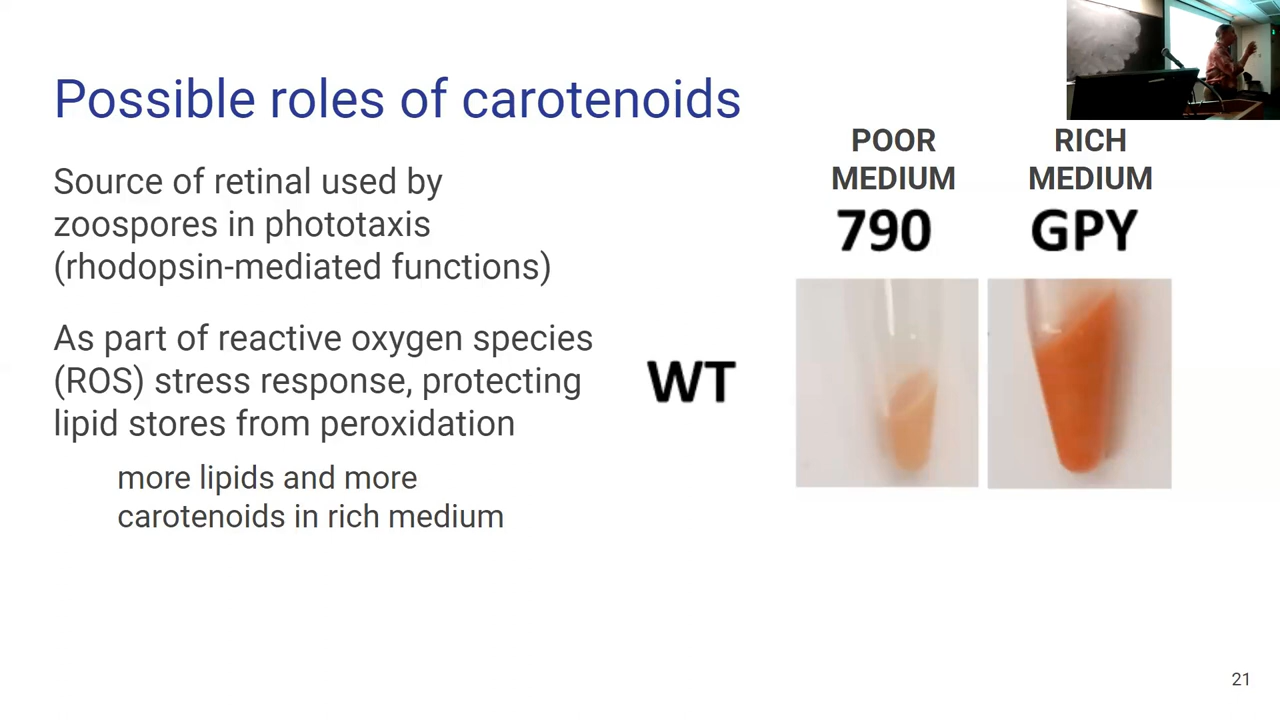 Possible roles of carotenoids
Source of retinal used by
zoospores in phototaxis
(rhodopsin-mediated functions)
As part of reactive oxygen species
(ROS) stress response, protecting
lipid stores from peroxidation
more lipids and more
carotenoids in rich medium
POOR
MEDIUM
790
RICH
MEDIUM
GPY
WT
21